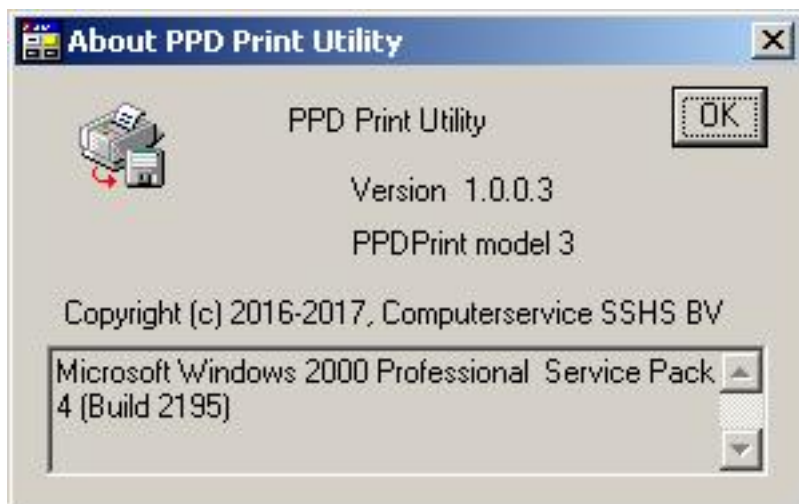 About PPD Print Utility
PPD Print Utility
OK
Version 1.0.0.3
PPDPrint model 3
Copyright (c) 2016-2017, Computerservice SSHS BV
Microsoft Windows 2000 Professional Service Pack
4 (Build 2195)